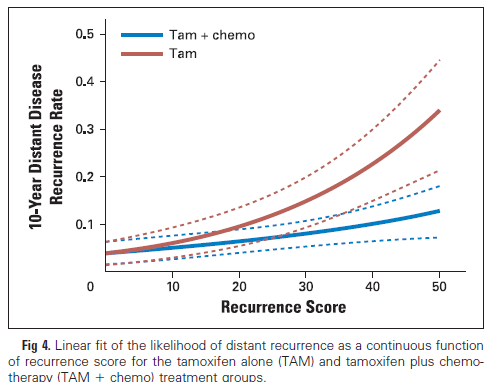 0.5
Tam + chemo
Tam
0.4
0.3
0.2
0.1
10-Year Distant Disease
Recurrence Rate
0
10
20
30
40
50
Recurrence Score
Fig 4. Linear fit of the likelihood of distant recurrence as a continuous function
of recurrence score for the tamoxifen alone (TAM) and tamoxifen plus chemo-
therapy (TAM + chemo) treatment groups.